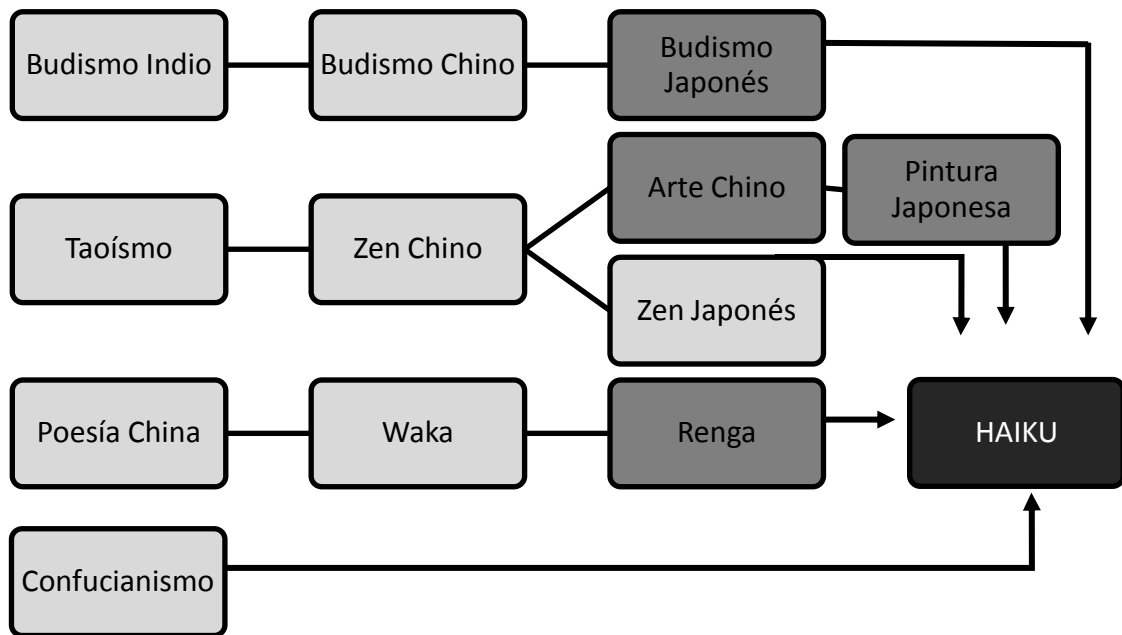 Budismo Indio
Budismo Chino
Budismo
Japonés
Arte Chino
Pintura
Japonesa
Taoísmo
Zen Chino
Zen Japonés
Poesía China
Waka
Renga
HAIKU
Confucianismo